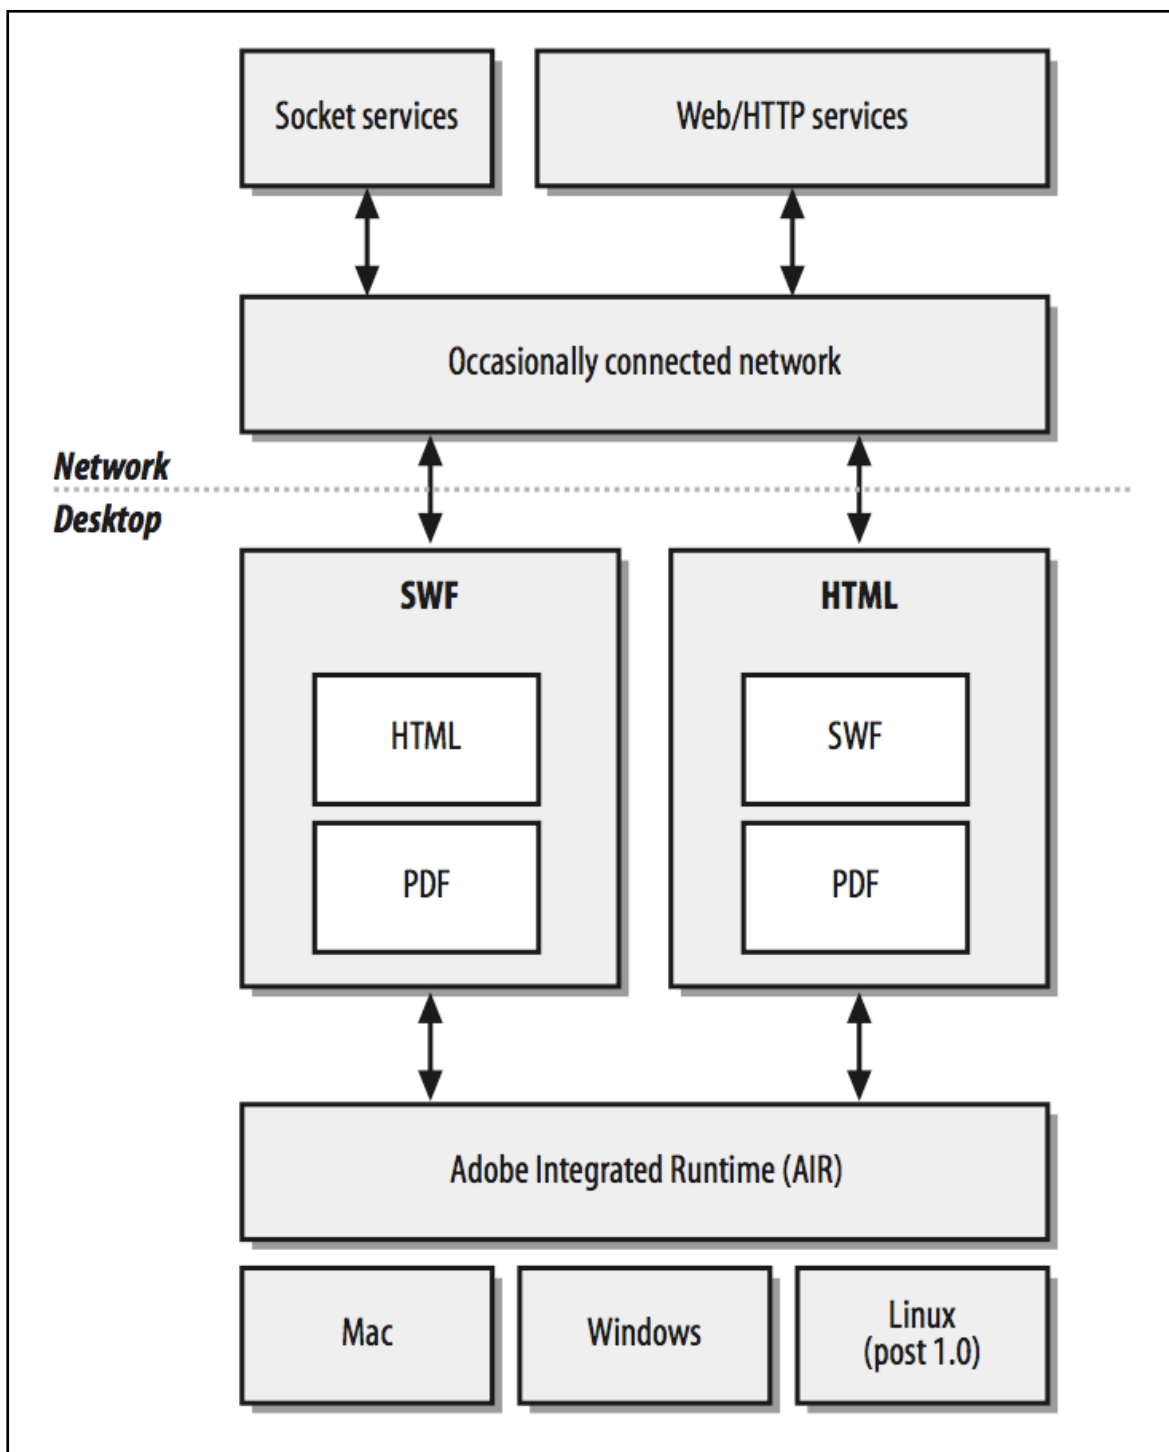 Socket services
Web/HTTP services
Occasionally connected network
Network
Desktop
SWF
HTML
PDF
HTML
SWF
PDF
Adobe Integrated Runtime (AIR)
Mac
Windows
Linux
(post 1.0)